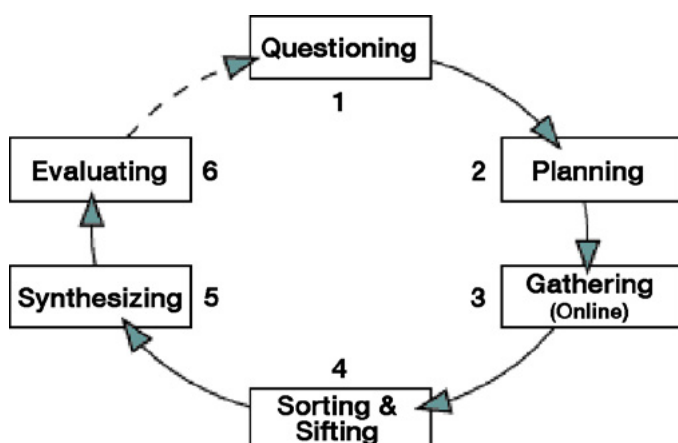 Questioning
1
2
Planning
3
Gathering
(Online)
4
Sorting &
Sifting
5
Synthesizing
6
Evaluating